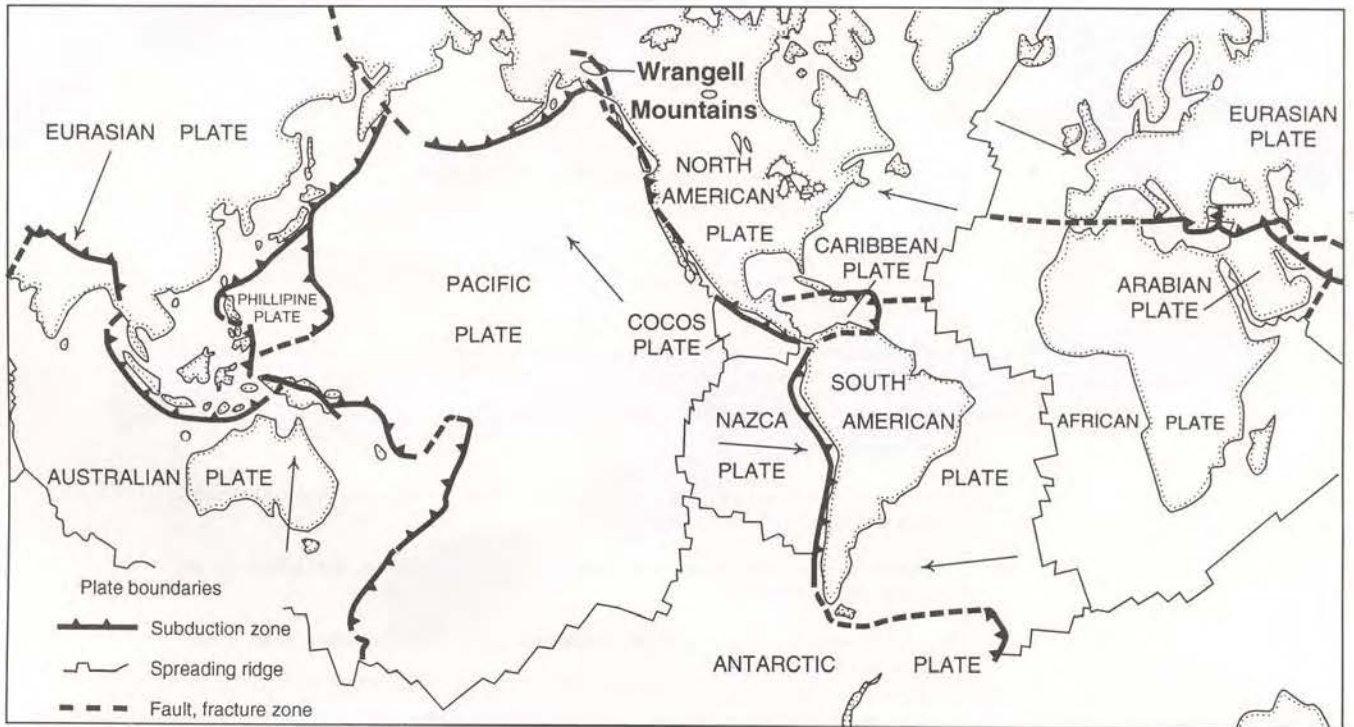 Wrangell
Mountains
EURASIAN PLATE
EURASIAN
PLATE
NORTH
AMERICAN
PLATE
CARIBBEAN
PLATE
PACIFIC
PLATE
PHILLIPINE
PLATE
COCOS
PLATE
ARABIAN
PLATE
SOUTH
AMERICAN
PLATE
NAZCA
PLATE
AFRICAN PLATE
AUSTRALIAN PLATE
ANTARCTIC PLATE
Plate boundaries
Subduction zone
Spreading ridge
Fault, fracture zone